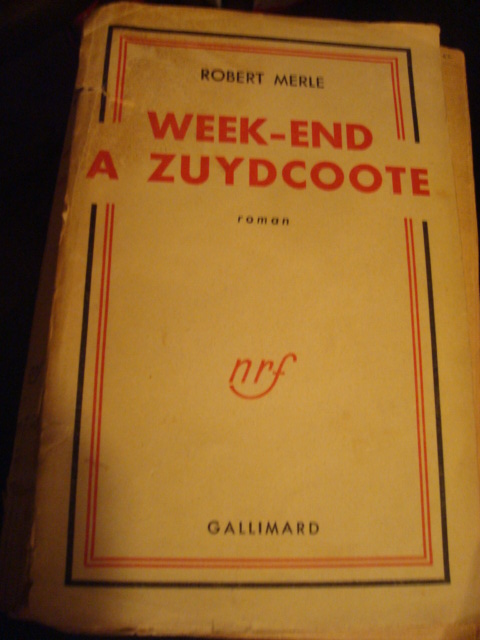 ROBERT MERLE
WEEK-END
A ZUYDCOOTE
roman
nrf
GALLIMARD